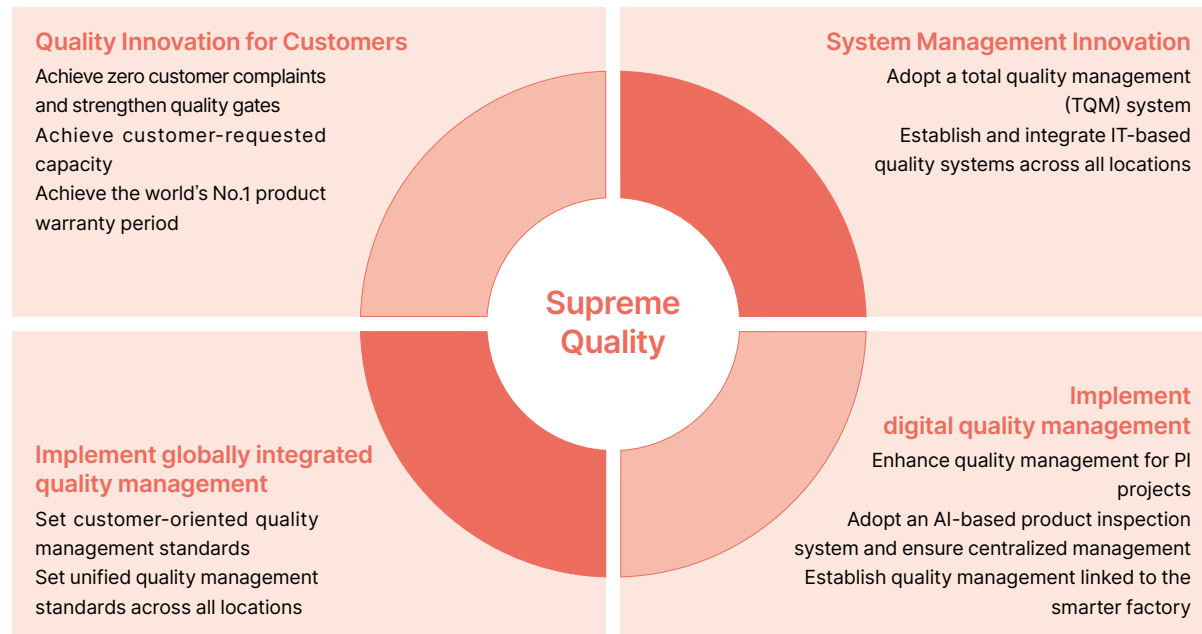 Quality Innovation for Customers
Achieve zero customer complaints
and strengthen quality gates
Achieve customer-requested
capacity
Achieve the world's No.1 product
warranty period
System Management Innovation
Adopt a total quality management
(TQM) system
Establish and integrate IT-based
quality systems across all locations
Supreme
Quality
Implement globally integrated
quality management
Set customer-oriented quality
management standards
Set unified quality management
standards across all locations
Implement
digital quality management
Enhance quality management for PI
projects
Adopt an AI-based product inspection
system and ensure centralized management
Establish quality management linked to the
smarter factory